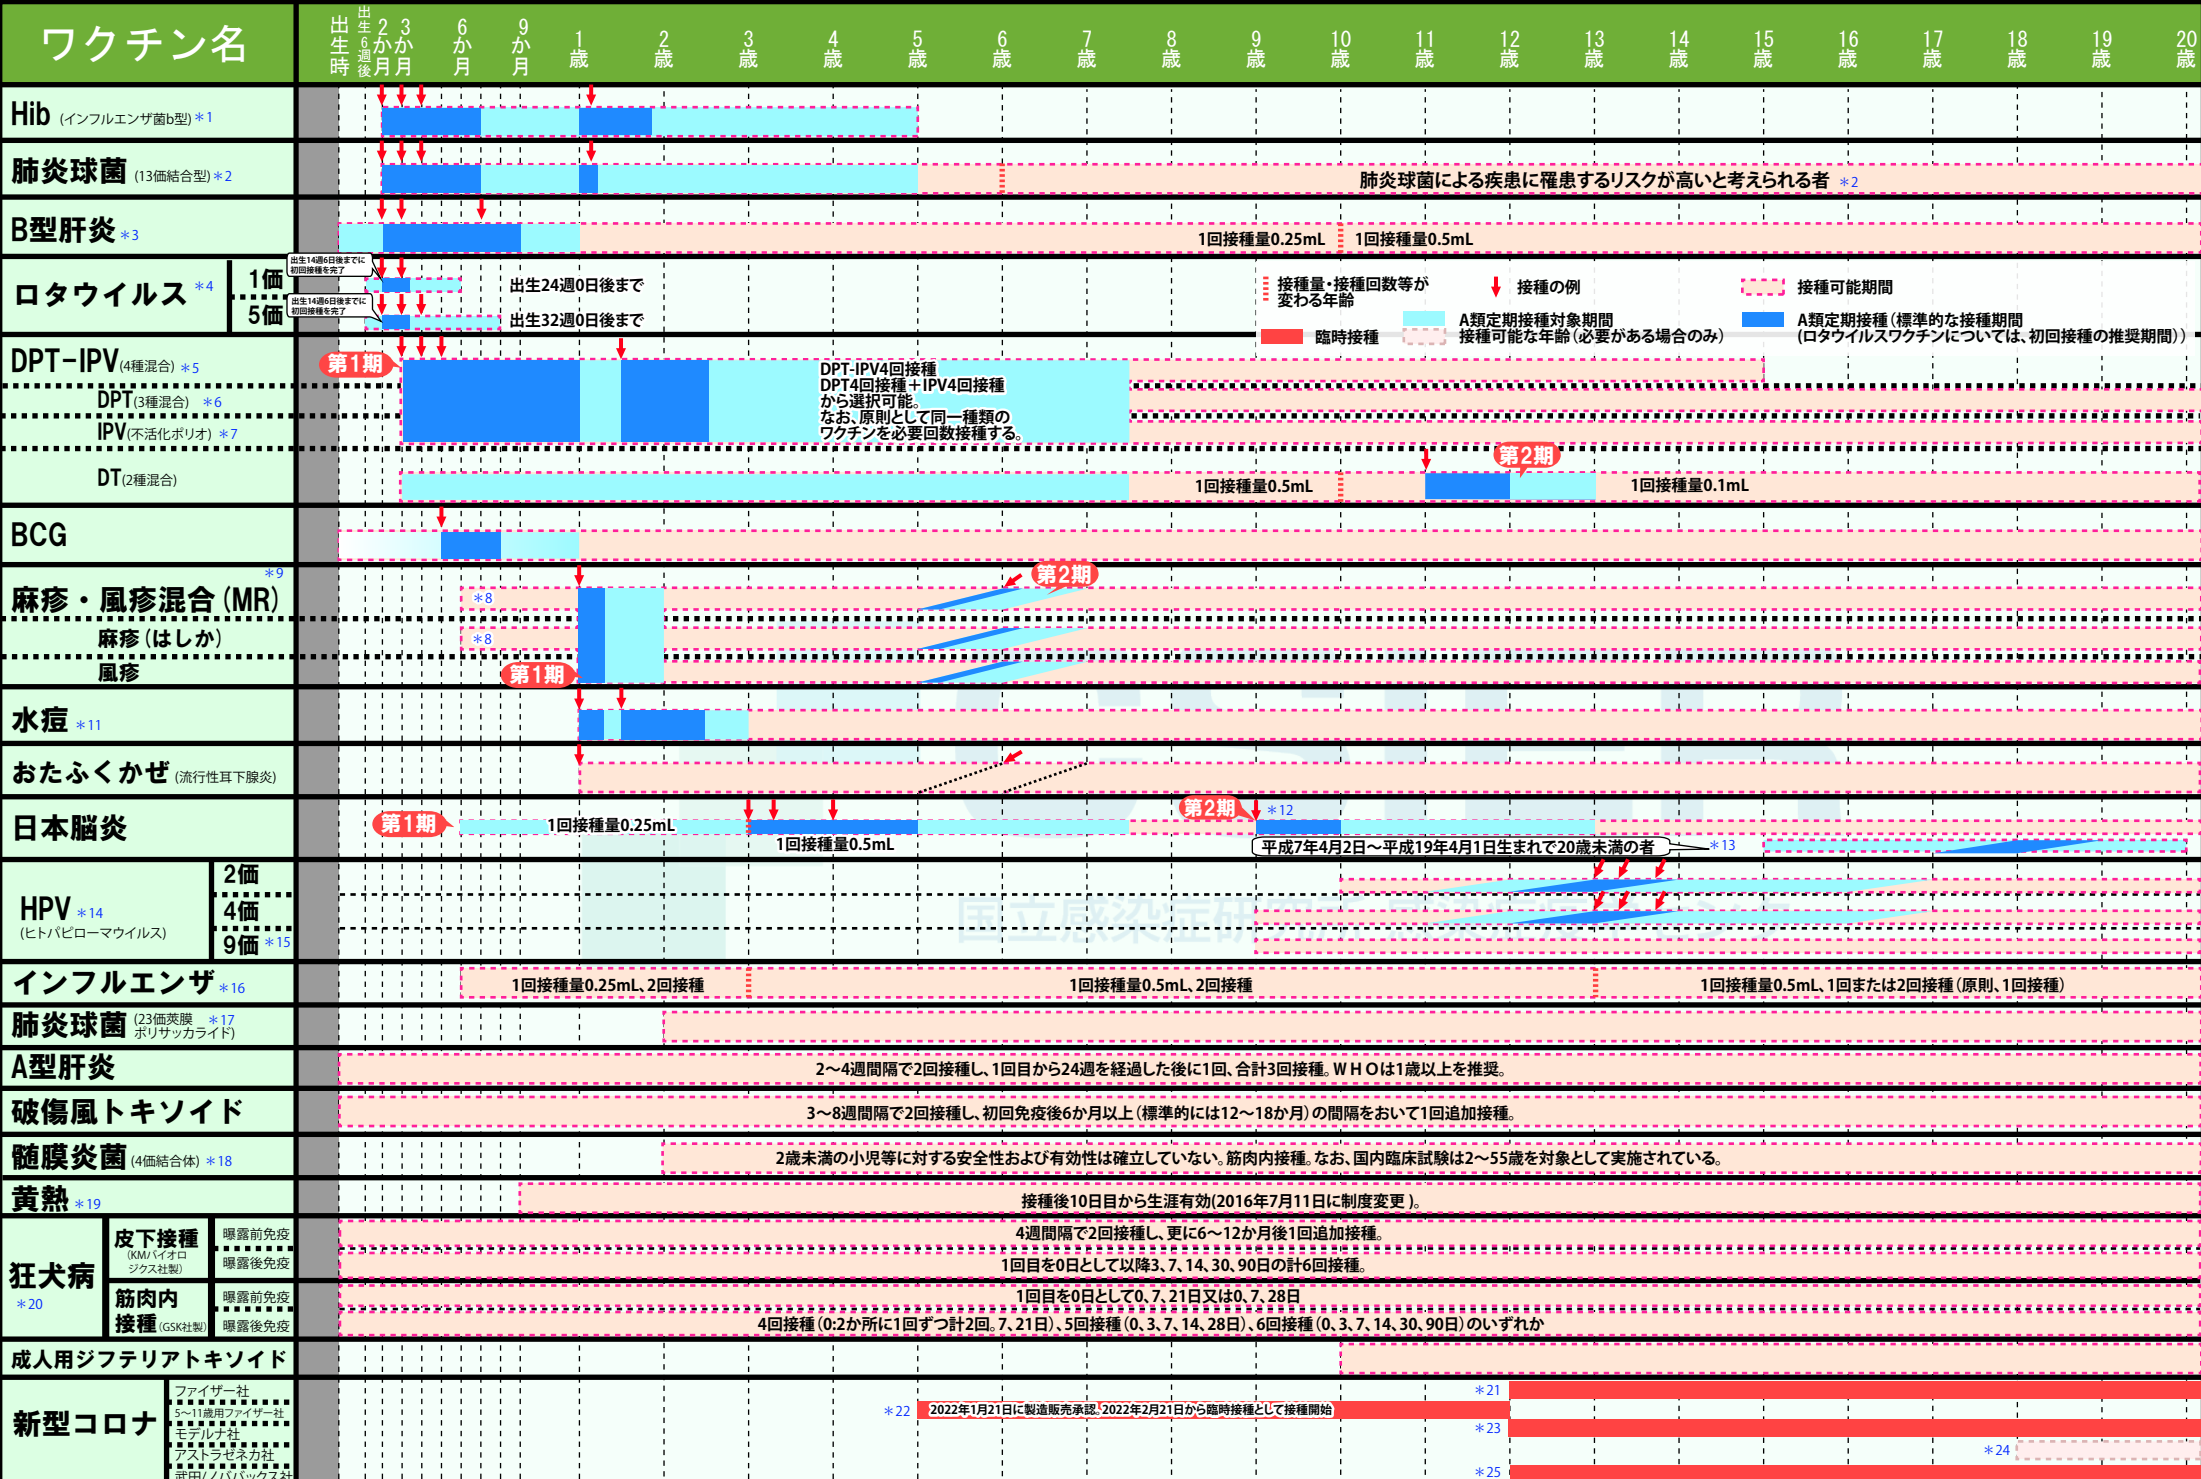 ワクチン名
出生時
出生6週後
2か月
3か月
6か月
9か月
1歳
2歳
3歳
4歳
5歳
6歳
7歳
8歳
9歳
10歳
11歳
12歳
13歳
14歳
15歳
16歳
17歳
18歳
19歳
20歳
Hib (インフルエンザ菌b型) *1
肺炎球菌 (13価結合型) *2
肺炎球菌による疾患に罹患するリスクが高いと考えられる者 *2
B型肝炎 *3
1回接種量0.25mL
1回接種量0.5mL
ロタウイルス *4
1価
出生14週6日後までに
初回接種を完了
出生24週0日後まで
5価
出生14週6日後までに
初回接種を完了
出生32週0日後まで
接種量・接種回数等が
変わる年齢
接種の例
接種可能期間
A類定期接種対象期間
A類定期接種(標準的な接種期間
(ロタウイルスワクチンについては、初回接種の推奨期間))
臨時接種
接種可能な年齢(必要がある場合のみ)
DPT-IPV(4種混合) *5
第1期
DPT-IPV4回接種
DPT4回接種+IPV4回接種
から選択可能。
なお、原則として同一種類の
ワクチンを必要回数接種する。
DPT(3種混合) *6
IPV(不活化ポリオ) *7
DT(2種混合)
1回接種量0.5mL
第2期
1回接種量0.1mL
BCG
*9
麻疹・風疹混合(MR)
*8
第2期
麻疹(はしか)
*8
風疹
第1期
水痘 *11
おたふくかぜ (流行性耳下腺炎)
日本脳炎
第1期
1回接種量0.25mL
1回接種量0.5mL
第2期
*12
平成7年4月2日~平成19年4月1日生まれで20歳未満の者
*13
HPV *14
(ヒトパピローマウイルス)
2価
4価
9価 *15
国立感染症研究所 感染症疫学センター
インフルエンザ *16
1回接種量0.25mL、2回接種
1回接種量0.5mL、2回接種
1回接種量0.5mL、1回または2回接種(原則、1回接種)
肺炎球菌 (23価莢膜 *17
ポリサッカライド)
A型肝炎
2~4週間隔で2回接種し、1回目から24週を経過した後に1回、合計3回接種。WHOは1歳以上を推奨。
破傷風トキソイド
3~8週間隔で2回接種し、初回免疫後6か月以上(標準的には12~18か月)の間隔をおいて1回追加接種。
髄膜炎菌 (4価結合体) *18
2歳未満の小児等に対する安全性および有効性は確立していない。筋肉内接種。なお、国内臨床試験は2~55歳を対象として実施されている。
黄熱 *19
接種後10日目から生涯有効(2016年7月11日に制度変更)。
狂犬病
*20
皮下接種
(KMバイオロ
ジクス社製)
曝露前免疫
4週間隔で2回接種し、更に6~12か月後1回追加接種。
曝露後免疫
1回目を0日として以降3、7、14、30、90日の計6回接種。
筋肉内
接種(GSK社製)
曝露前免疫
1回目を0日として0、7、21日又は0、7、28日
曝露後免疫
4回接種(0:2か所に1回ずつ計2回。7、21日)、5回接種(0、3、7、14、28日)、6回接種(0、3、7、14、30、90日)のいずれか
成人用ジフテリアトキソイド
新型コロナ
ファイザー社
*21
5~11歳用ファイザー社
*22
2022年1月21日に製造販売承認。2022年2月21日から臨時接種として接種開始
モデルナ社
*23
アストラゼネカ社
*24
武田/ノババックス社
*25